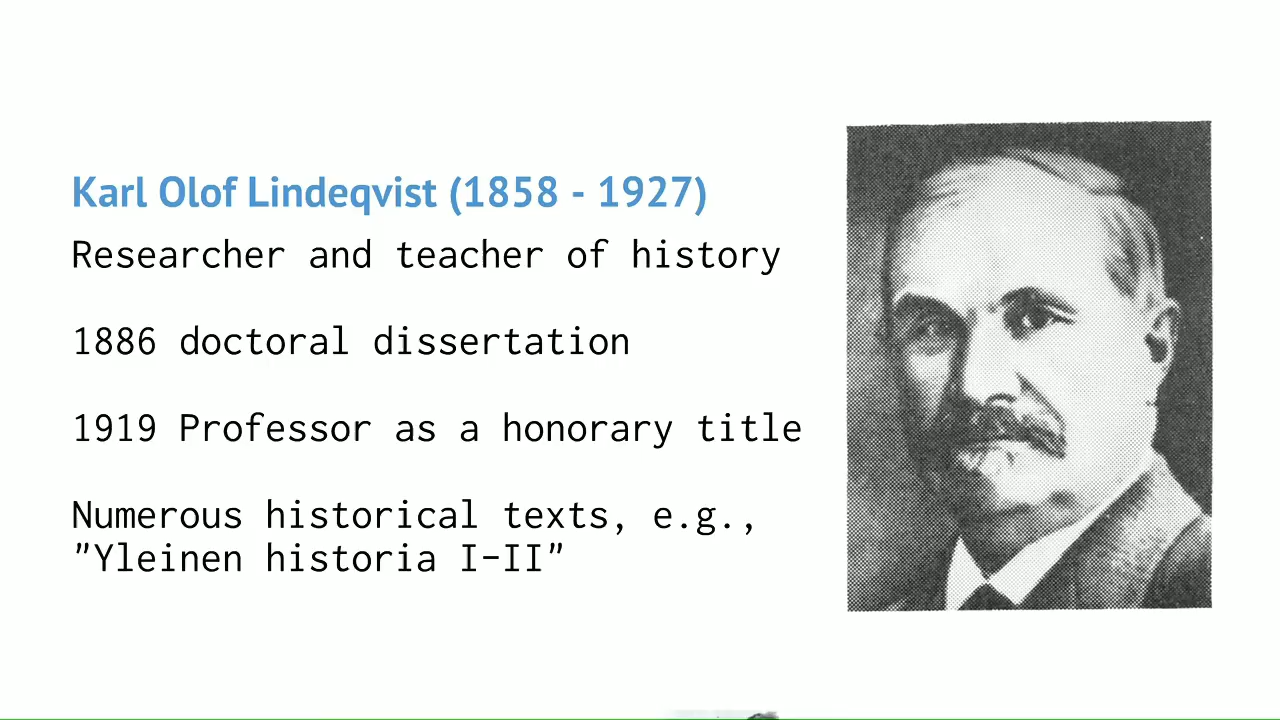 Karl Olof Lindeqvist (1858 - 1927)
Researcher and teacher of history
1886 doctoral dissertation
1919 Professor as a honorary title
Numerous historical texts, e.g.,
"Yleinen historia I-II"